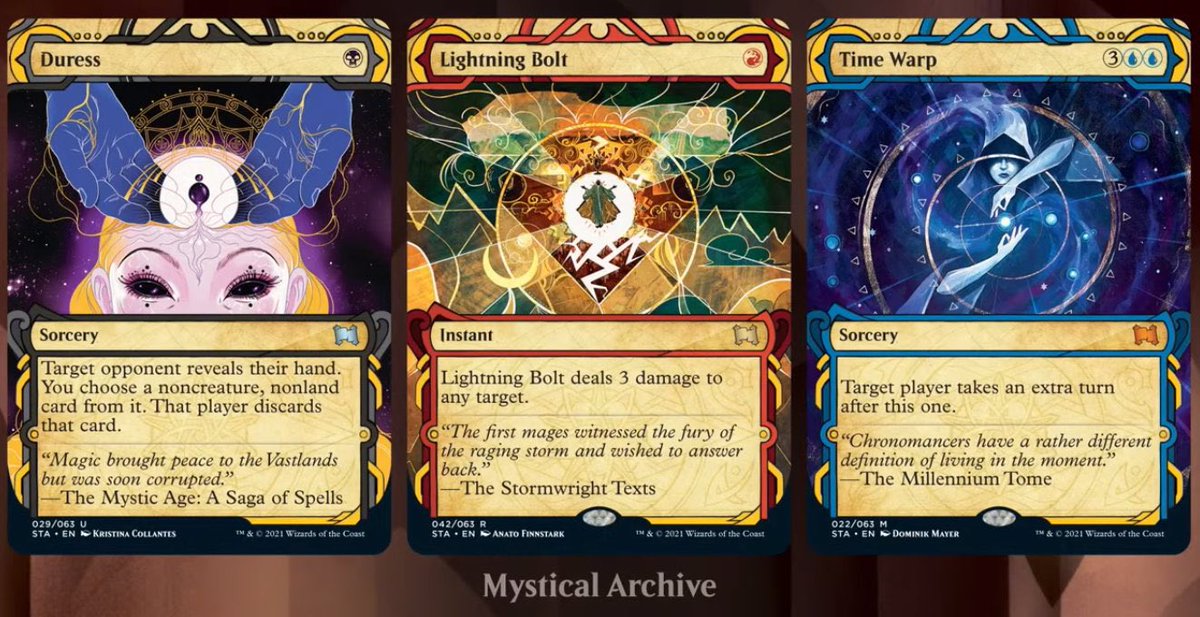 Duress
Sorcery
Target opponent reveals their hand.
You choose a noncreature, nonland
card from it. That player discards
that card.
“Magic brought peace to the Vastlands
but was soon corrupted.”
—The Mystic Age: A Saga of Spells
029/063 U
STA • EN Kristina Collantes
™ & © 2021 Wizards of the Coast
Lightning Bolt
Instant
Lightning Bolt deals 3 damage to
any target.
“The first mages witnessed the fury of
the raging storm and wished to answer
back.”
—The Stormwright Texts
042/063 R
STA • EN Anato Finnstark
™ & © 2021 Wizards of the Coast
Time Warp 3
Sorcery
Target player takes an extra turn
after this one.
“Chronomancers have a rather different
definition of living in the moment.”
—The Millennium Tome
022/063 M
STA • EN Dominik Mayer
™ & © 2021 Wizards of the Coast
Mystical Archive